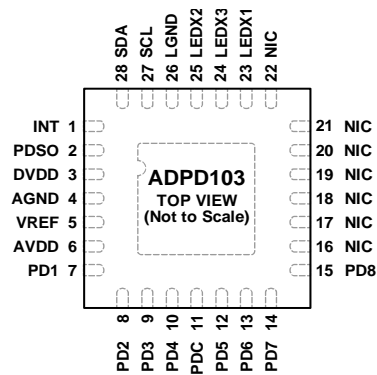 28 SDA
27 SCL
26 LGND
25 LEDX2
24 LEDX3
23 LEDX1
22 NIC
INT 1
PDSO 2
DVDD 3
AGND 4
VREF 5
AVDD 6
PD1 7
ADPD103
TOP VIEW
(Not to Scale)
21 NIC
20 NIC
19 NIC
18 NIC
17 NIC
16 NIC
15 PD8
PD2 8
PD3 9
PD4 10
PDC 11
PD5 12
PD6 13
PD7 14